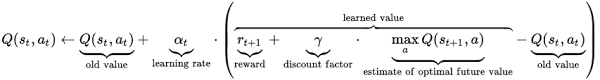 learned value
Q(s_t, a_t) ← Q(s_t, a_t) + α_t · ( r_{t+1} + γ · max_a Q(s_{t+1}, a) − Q(s_t, a_t) )
old value learning rate reward discount factor estimate of optimal future value old value